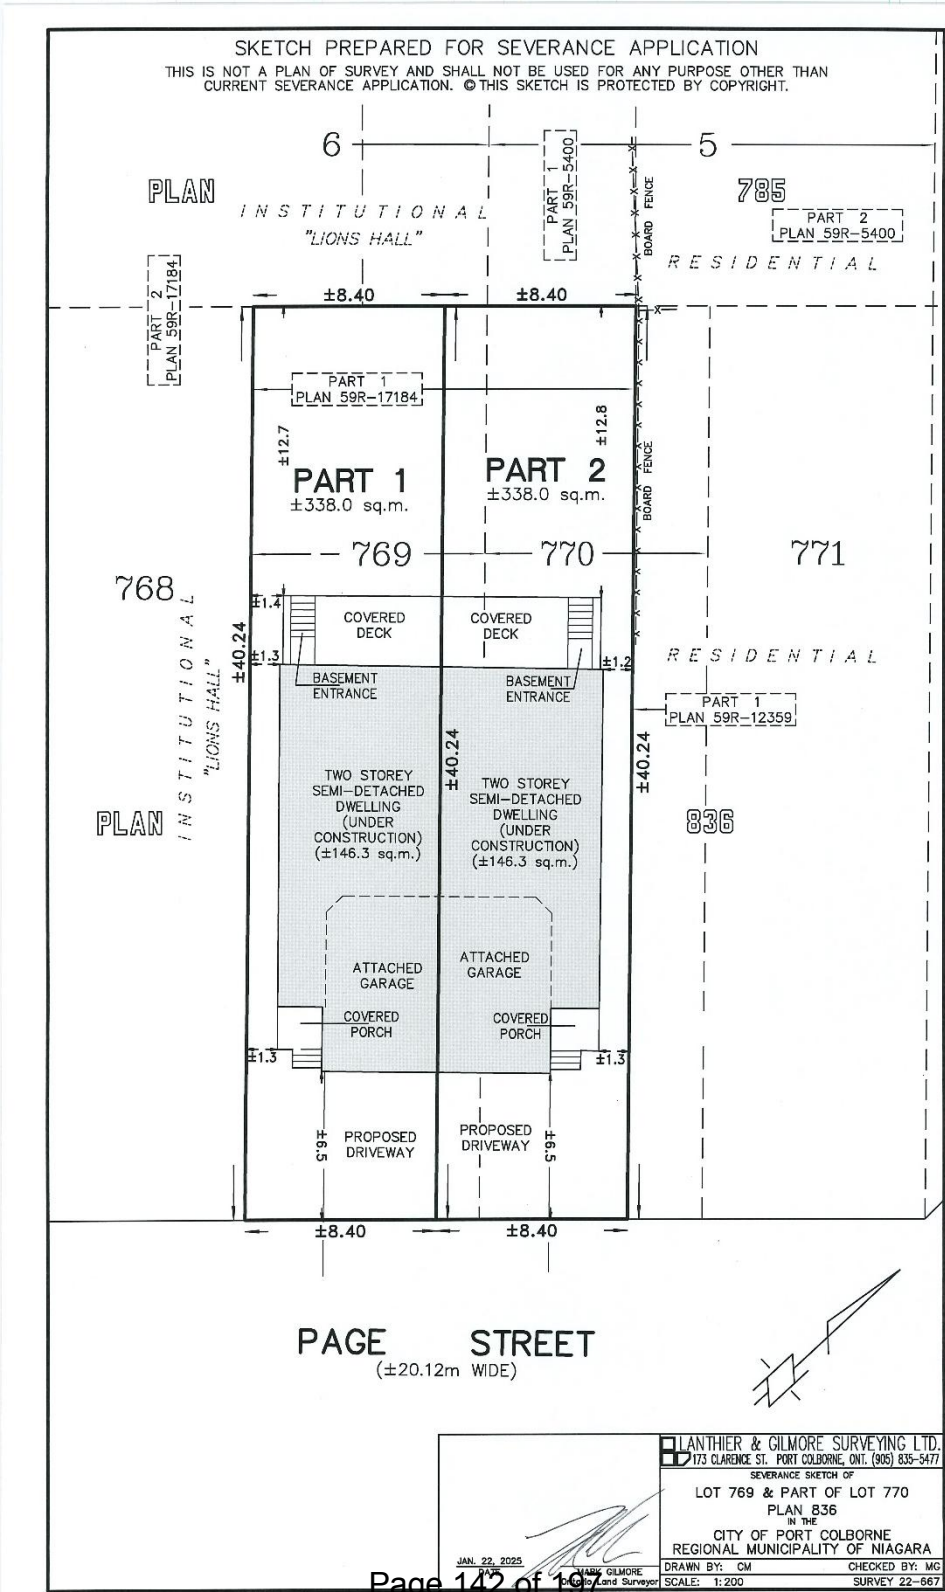 SKETCH PREPARED FOR SEVERANCE APPLICATION
THIS IS NOT A PLAN OF SURVEY AND SHALL NOT BE USED FOR ANY PURPOSE OTHER THAN
CURRENT SEVERANCE APPLICATION. © THIS SKETCH IS PROTECTED BY COPYRIGHT.
6
5
PART 1
PLAN 59R-5400
PLAN
785
INSTITUTIONAL
"LIONS HALL"
BOARD FENCE
PART 2
PLAN 59R-5400
RESIDENTIAL
PART 2
PLAN 59R-17184
±8.40
±8.40
PART 1
PLAN 59R-17184
±12.7
±12.8
PART 1
±338.0 sq.m.
PART 2
±338.0 sq.m.
BOARD FENCE
769
770
771
768
±1.4
COVERED
DECK
COVERED
DECK
±40.24
±1.3
±1.2
INSTITUTIONAL
"LIONS HALL"
RESIDENTIAL
BASEMENT
ENTRANCE
BASEMENT
ENTRANCE
PART 1
PLAN 59R-12359
±40.24
±40.24
TWO STOREY
SEMI-DETACHED
DWELLING
(UNDER
CONSTRUCTION)
(±146.3 sq.m.)
TWO STOREY
SEMI-DETACHED
DWELLING
(UNDER
CONSTRUCTION)
(±146.3 sq.m.)
PLAN
836
ATTACHED
GARAGE
ATTACHED
GARAGE
COVERED
PORCH
COVERED
PORCH
±1.3
±1.3
±6.5
PROPOSED
DRIVEWAY
PROPOSED
DRIVEWAY
±6.5
±8.40
±8.40
PAGE STREET
(±20.12m WIDE)
LANTHIER & GILMORE SURVEYING LTD.
173 CLARENCE ST. PORT COLBORNE, ONT. (905) 835-5477
SEVERANCE SKETCH OF
LOT 769 & PART OF LOT 770
PLAN 836
IN THE
CITY OF PORT COLBORNE
REGIONAL MUNICIPALITY OF NIAGARA
DRAWN BY: CM
CHECKED BY: MG
SCALE: 1:200
SURVEY 22-667
JAN. 22, 2025
DATE
MARK GILMORE
Ontario Land Surveyor
Page 142 of 197